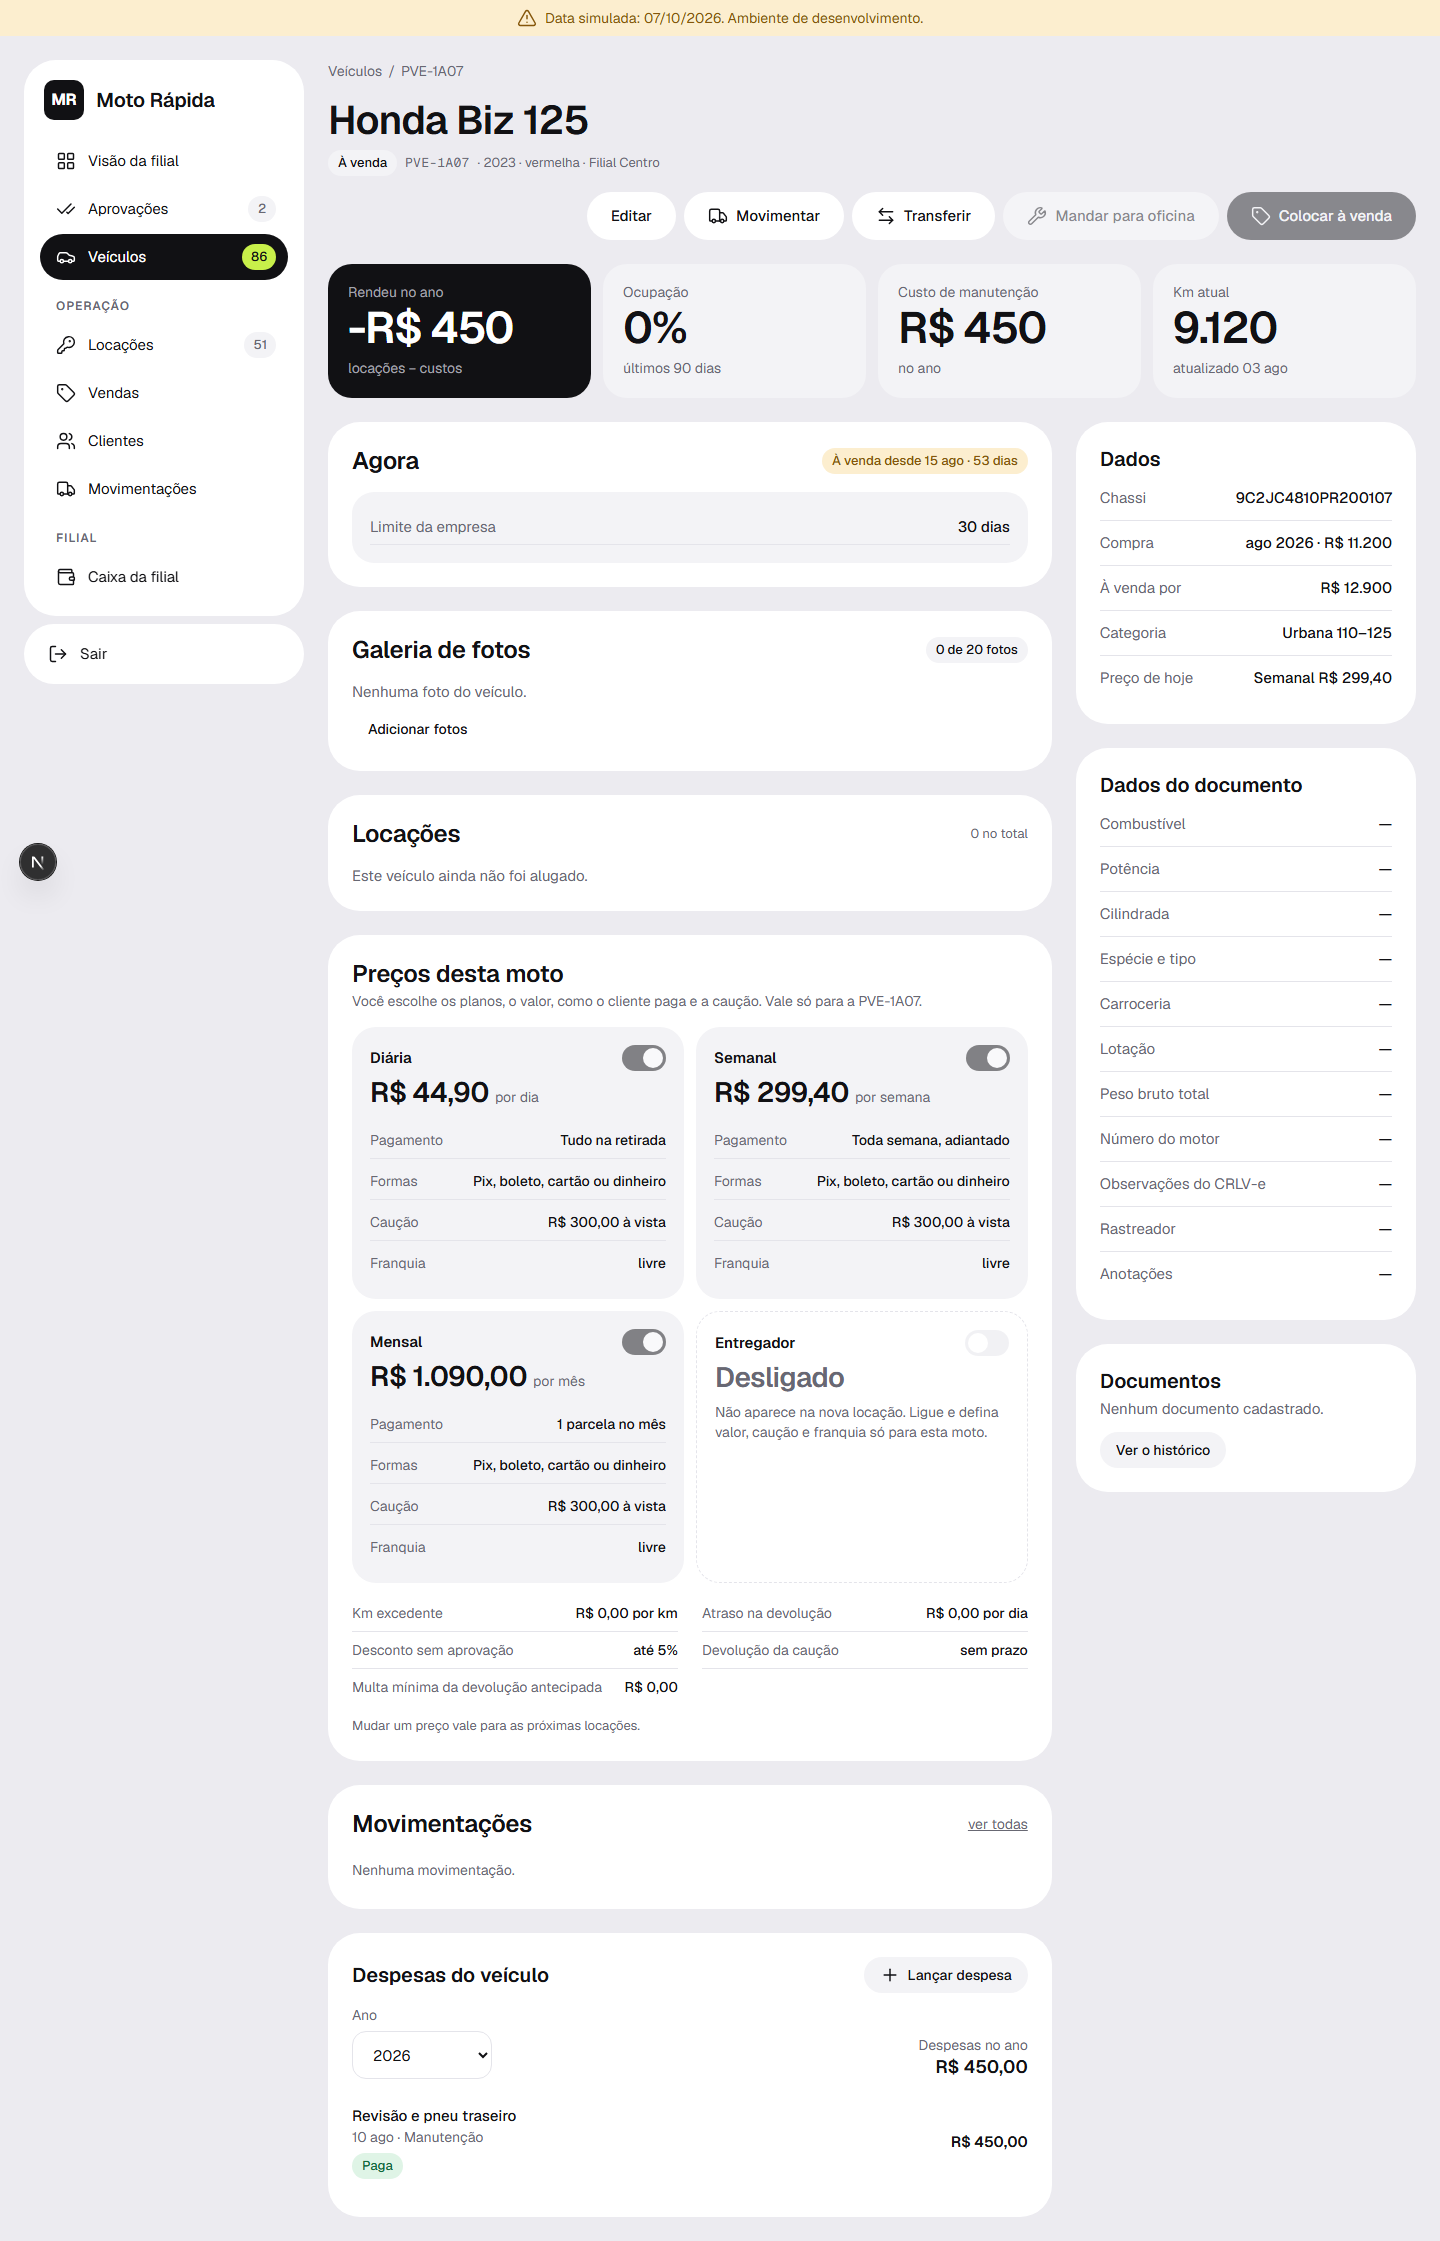 Data simulada: 07/10/2026. Ambiente de desenvolvimento.
MR Moto Rápida
Visão da filial
Aprovações 2
Veículos 86
OPERAÇÃO
Locações 51
Vendas
Clientes
Movimentações
FILIAL
Caixa da filial
Sair
N
Veículos / PVE-1A07
Honda Biz 125
À venda PVE-1A07 · 2023 · vermelha · Filial Centro
Editar
Movimentar
Transferir
Mandar para oficina
Colocar à venda
Rendeu no ano
-R$ 450
locações – custos
Ocupação
0%
últimos 90 dias
Custo de manutenção
R$ 450
no ano
Km atual
9.120
atualizado 03 ago
Agora
À venda desde 15 ago · 53 dias
Limite da empresa 30 dias
Galeria de fotos
0 de 20 fotos
Nenhuma foto do veículo.
Adicionar fotos
Locações
0 no total
Este veículo ainda não foi alugado.
Preços desta moto
Você escolhe os planos, o valor, como o cliente paga e a caução. Vale só para a PVE-1A07.
Diária
R$ 44,90 por dia
Pagamento Tudo na retirada
Formas Pix, boleto, cartão ou dinheiro
Caução R$ 300,00 à vista
Franquia livre
Semanal
R$ 299,40 por semana
Pagamento Toda semana, adiantado
Formas Pix, boleto, cartão ou dinheiro
Caução R$ 300,00 à vista
Franquia livre
Mensal
R$ 1.090,00 por mês
Pagamento 1 parcela no mês
Formas Pix, boleto, cartão ou dinheiro
Caução R$ 300,00 à vista
Franquia livre
Entregador
Desligado
Não aparece na nova locação. Ligue e defina
valor, caução e franquia só para esta moto.
Km excedente R$ 0,00 por km
Atraso na devolução R$ 0,00 por dia
Desconto sem aprovação até 5%
Devolução da caução sem prazo
Multa mínima da devolução antecipada R$ 0,00
Mudar um preço vale para as próximas locações.
Movimentações
ver todas
Nenhuma movimentação.
Despesas do veículo
Lançar despesa
Ano
2026
Despesas no ano
R$ 450,00
Revisão e pneu traseiro
10 ago · Manutenção
R$ 450,00
Paga
Dados
Chassi 9C2JC4810PR200107
Compra ago 2026 · R$ 11.200
À venda por R$ 12.900
Categoria Urbana 110–125
Preço de hoje Semanal R$ 299,40
Dados do documento
Combustível —
Potência —
Cilindrada —
Espécie e tipo —
Carroceria —
Lotação —
Peso bruto total —
Número do motor —
Observações do CRLV-e —
Rastreador —
Anotações —
Documentos
Nenhum documento cadastrado.
Ver o histórico